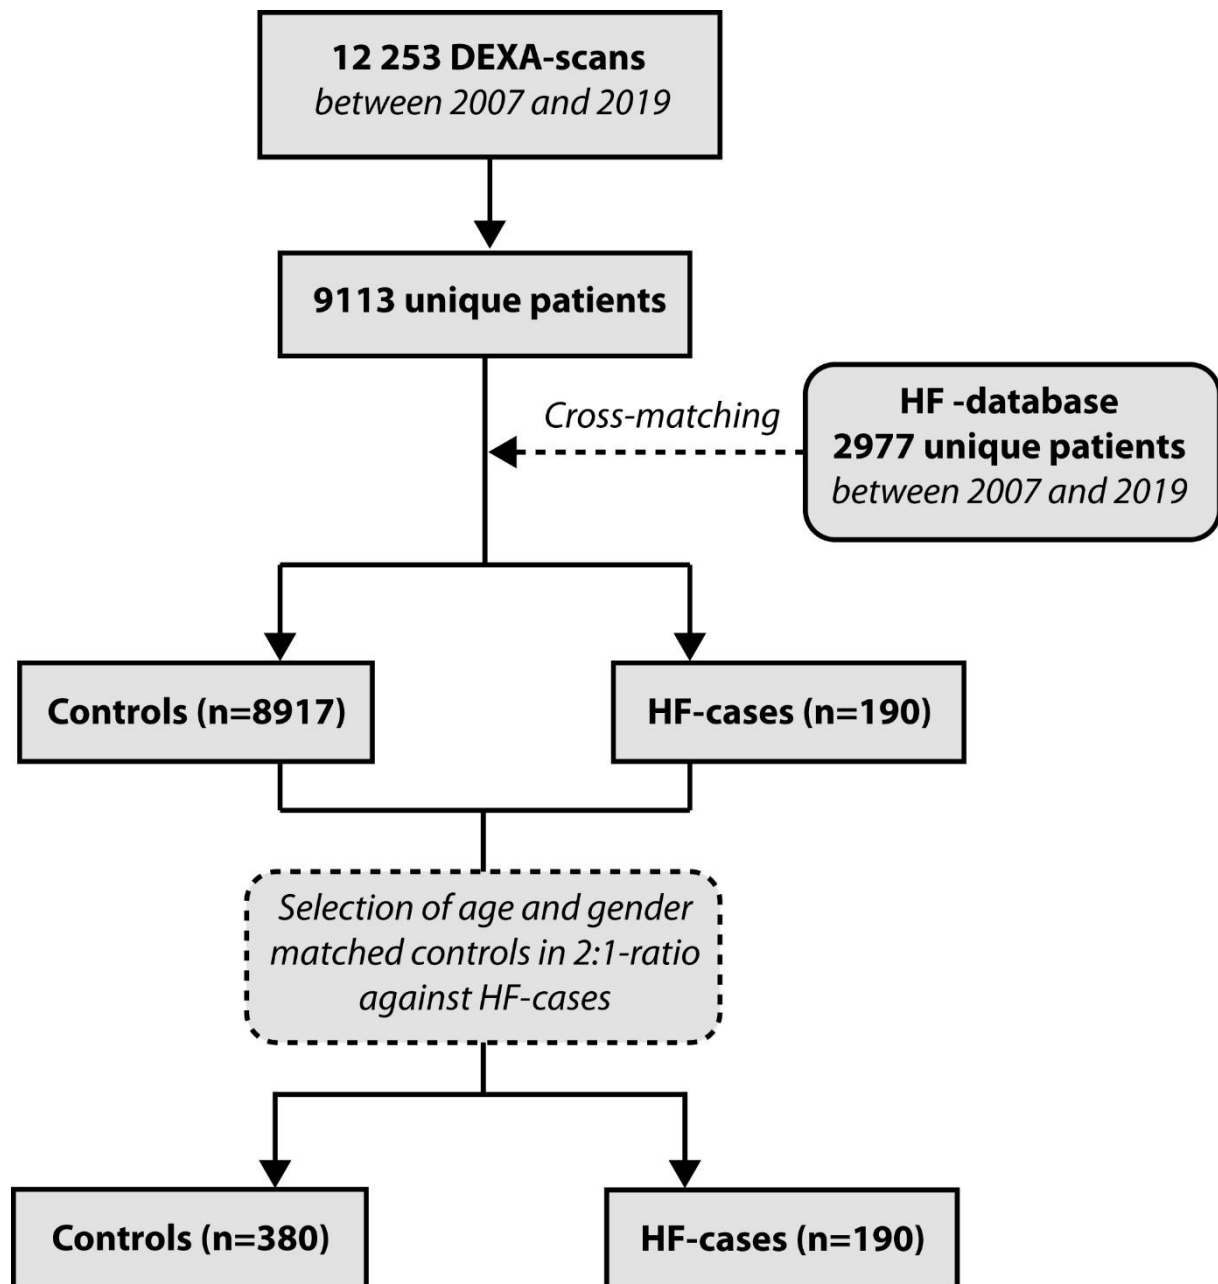 12 253 DEXA-scans
between 2007 and 2019
9113 unique patients
Cross-matching
HF -database
2977 unique patients
between 2007 and 2019
Controls (n=8917)
HF-cases (n=190)
Selection of age and gender
matched controls in 2:1-ratio
against HF-cases
Controls (n=380)
HF-cases (n=190)